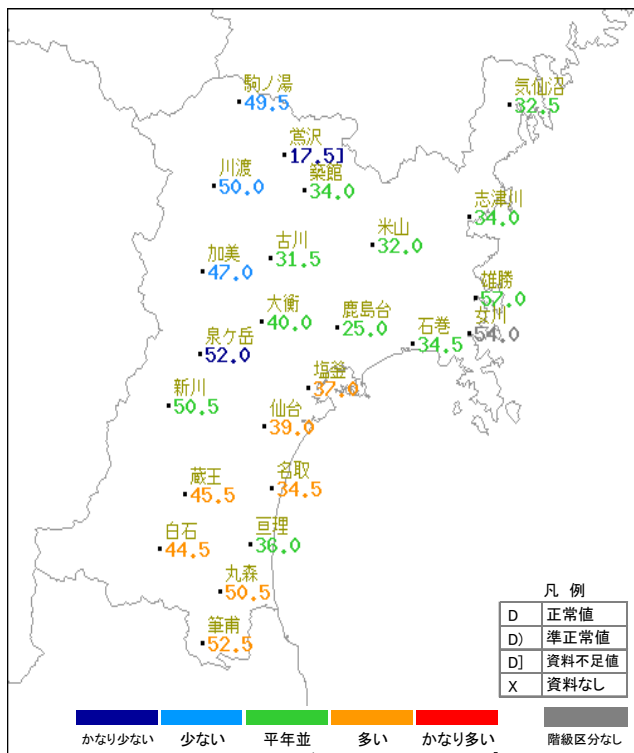 駒ノ湯
49.5
気仙沼
32.5
鴬沢
17.5]
川渡
50.0
築館
34.0
志津川
34.0
米山
32.0
古川
31.5
加美
47.0
雄勝
57.0
大衡
40.0
鹿島台
25.0
女川
54.0
石巻
34.5
泉ケ岳
52.0
塩釜
37.0
新川
50.5
仙台
39.0
名取
34.5
蔵王
45.5
亘理
36.0
白石
44.5
丸森
50.5
筆甫
52.5
凡 例
D 正常値
D) 準正常値
D] 資料不足値
X 資料なし
かなり少ない 少ない 平年並 多い かなり多い 階級区分なし